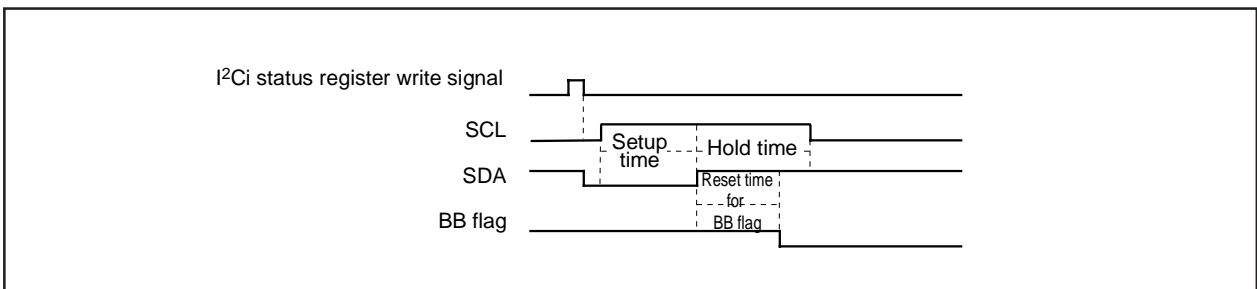 I²Ci status register write signal
SCL
Setup time
Hold time
SDA
Reset time for BB flag
BB flag